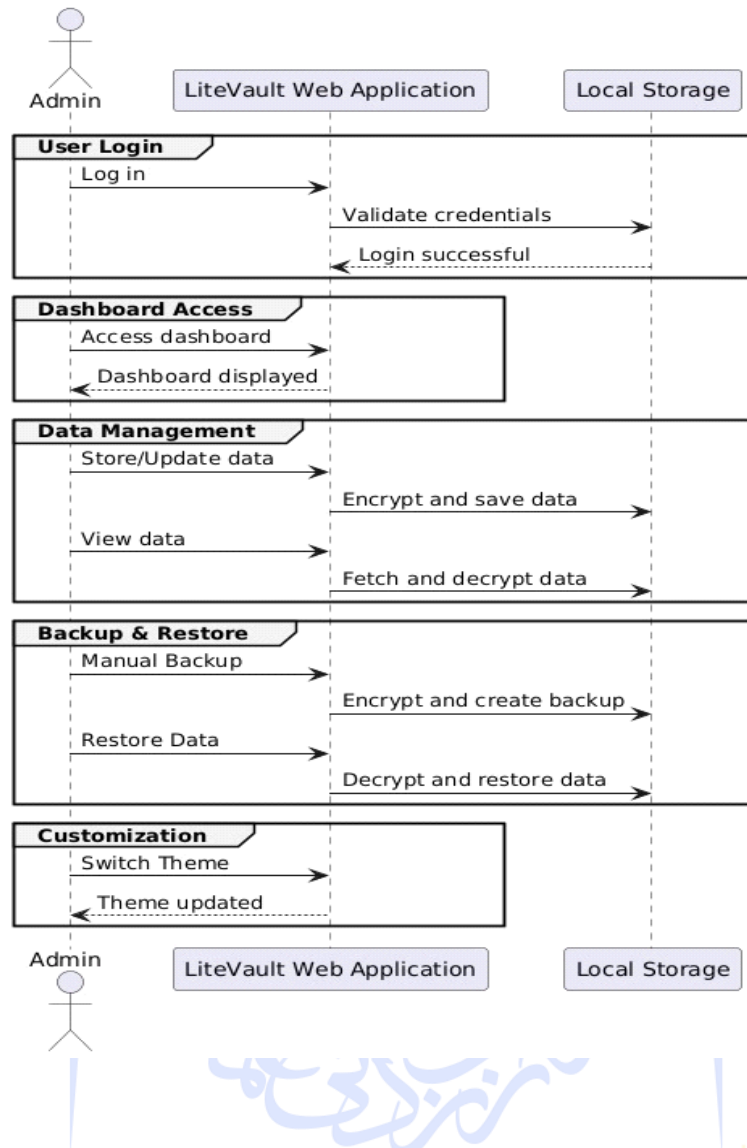 Admin
LiteVault Web Application
Local Storage
User Login
Log in
Validate credentials
Login successful
Dashboard Access
Access dashboard
Dashboard displayed
Data Management
Store/Update data
Encrypt and save data
View data
Fetch and decrypt data
Backup & Restore
Manual Backup
Encrypt and create backup
Restore Data
Decrypt and restore data
Customization
Switch Theme
Theme updated
Admin
LiteVault Web Application
Local Storage